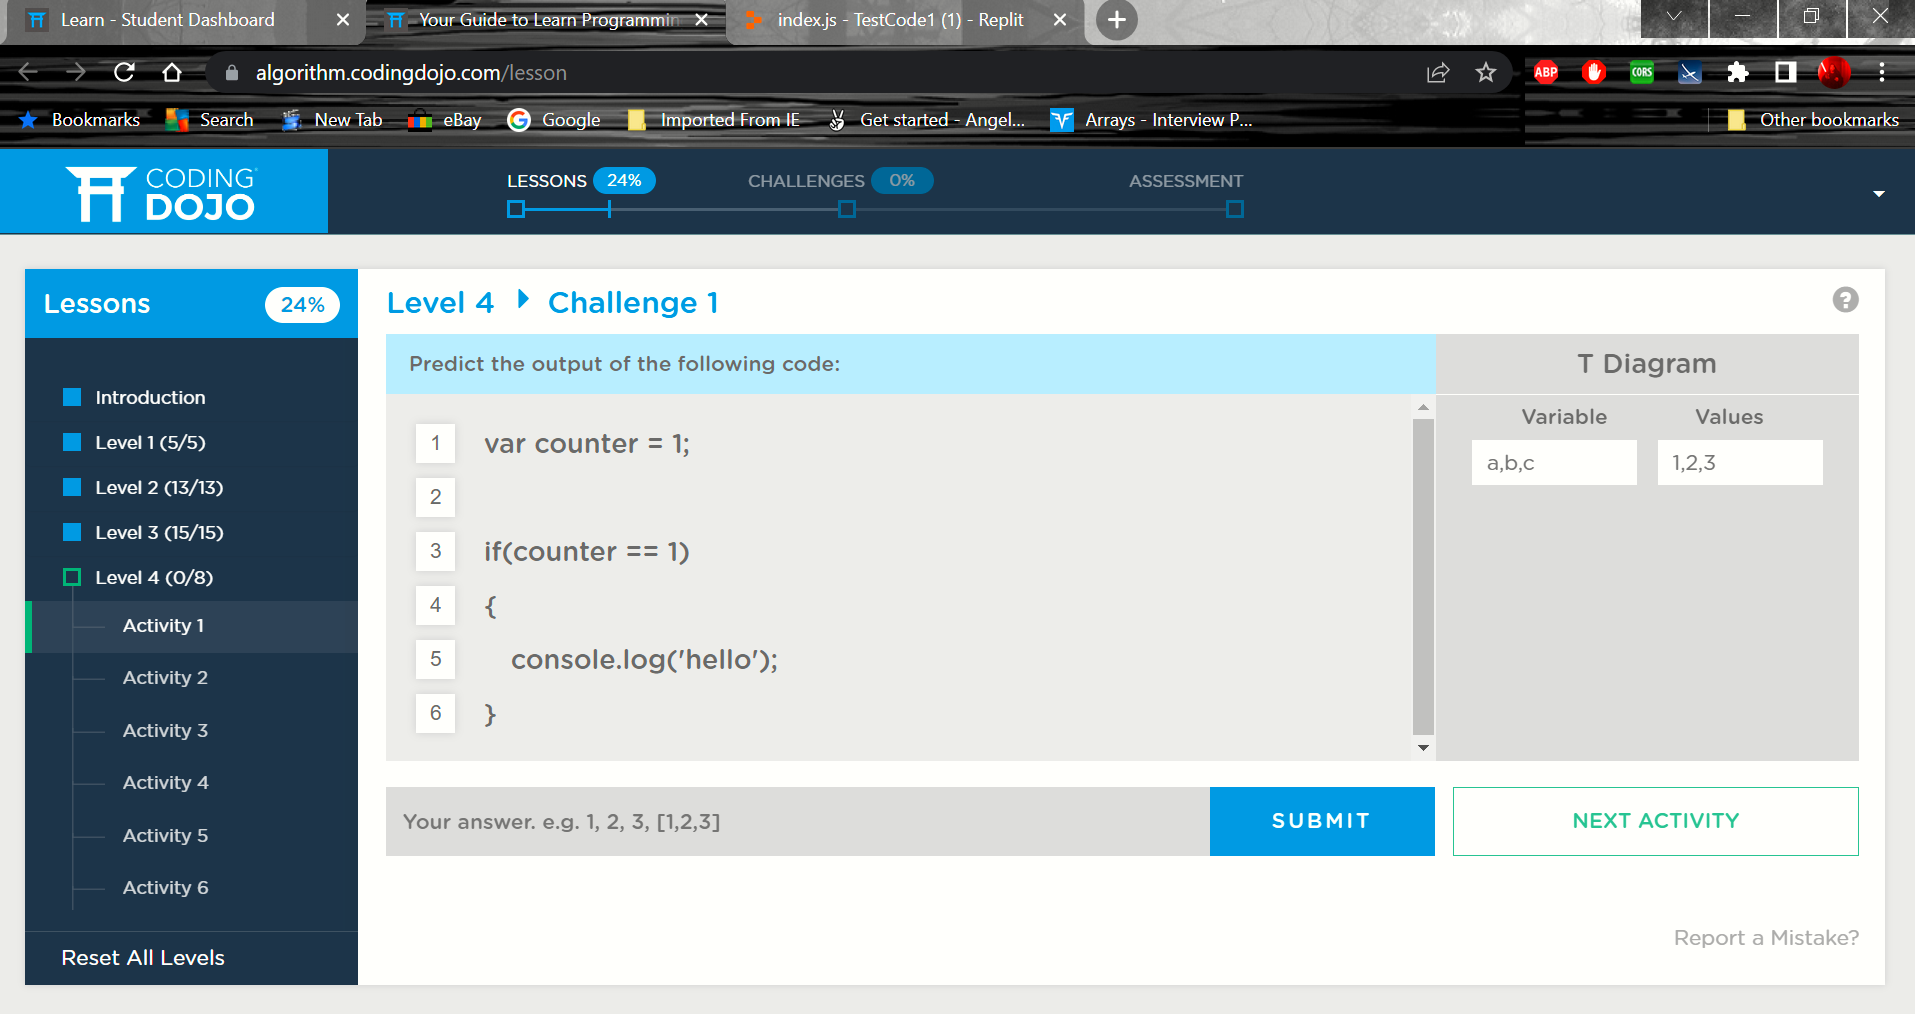 Learn - Student Dashboard
Your Guide to Learn Programmin
index.js - TestCode1 (1) - Replit
algorithm.codingdojo.com/lesson
ABP
CORS
Bookmarks
Search
New Tab
eBay
Google
Imported From IE
Get started - Angel...
Arrays - Interview P...
Other bookmarks
CODING
DOJO
LESSONS 24%
CHALLENGES 0%
ASSESSMENT
Lessons 24%
Introduction
Level 1 (5/5)
Level 2 (13/13)
Level 3 (15/15)
Level 4 (0/8)
Activity 1
Activity 2
Activity 3
Activity 4
Activity 5
Activity 6
Reset All Levels
Level 4 Challenge 1
?
Predict the output of the following code:
1 var counter = 1;
2
3 if(counter == 1)
4 {
5 console.log('hello');
6 }
T Diagram
Variable Values
a,b,c 1,2,3
Your answer. e.g. 1, 2, 3, [1,2,3]
SUBMIT
NEXT ACTIVITY
Report a Mistake?